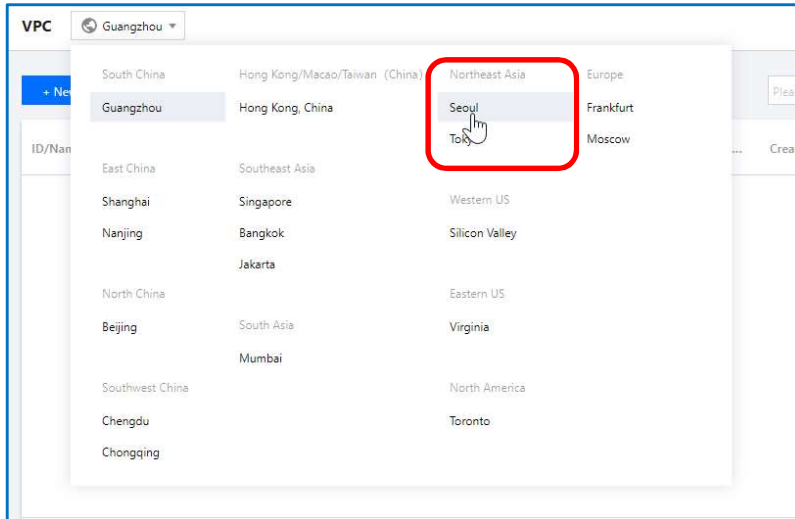 VPC Guangzhou
+ Ne
Plea
ID/Nan
... Crea
South China
Guangzhou
East China
Shanghai
Nanjing
North China
Beijing
Southwest China
Chengdu
Chongqing
Hong Kong/Macao/Taiwan (China)
Hong Kong, China
Southeast Asia
Singapore
Bangkok
Jakarta
South Asia
Mumbai
Northeast Asia
Seoul
Western US
Silicon Valley
Eastern US
Virginia
North America
Toronto
Europe
Frankfurt
Moscow